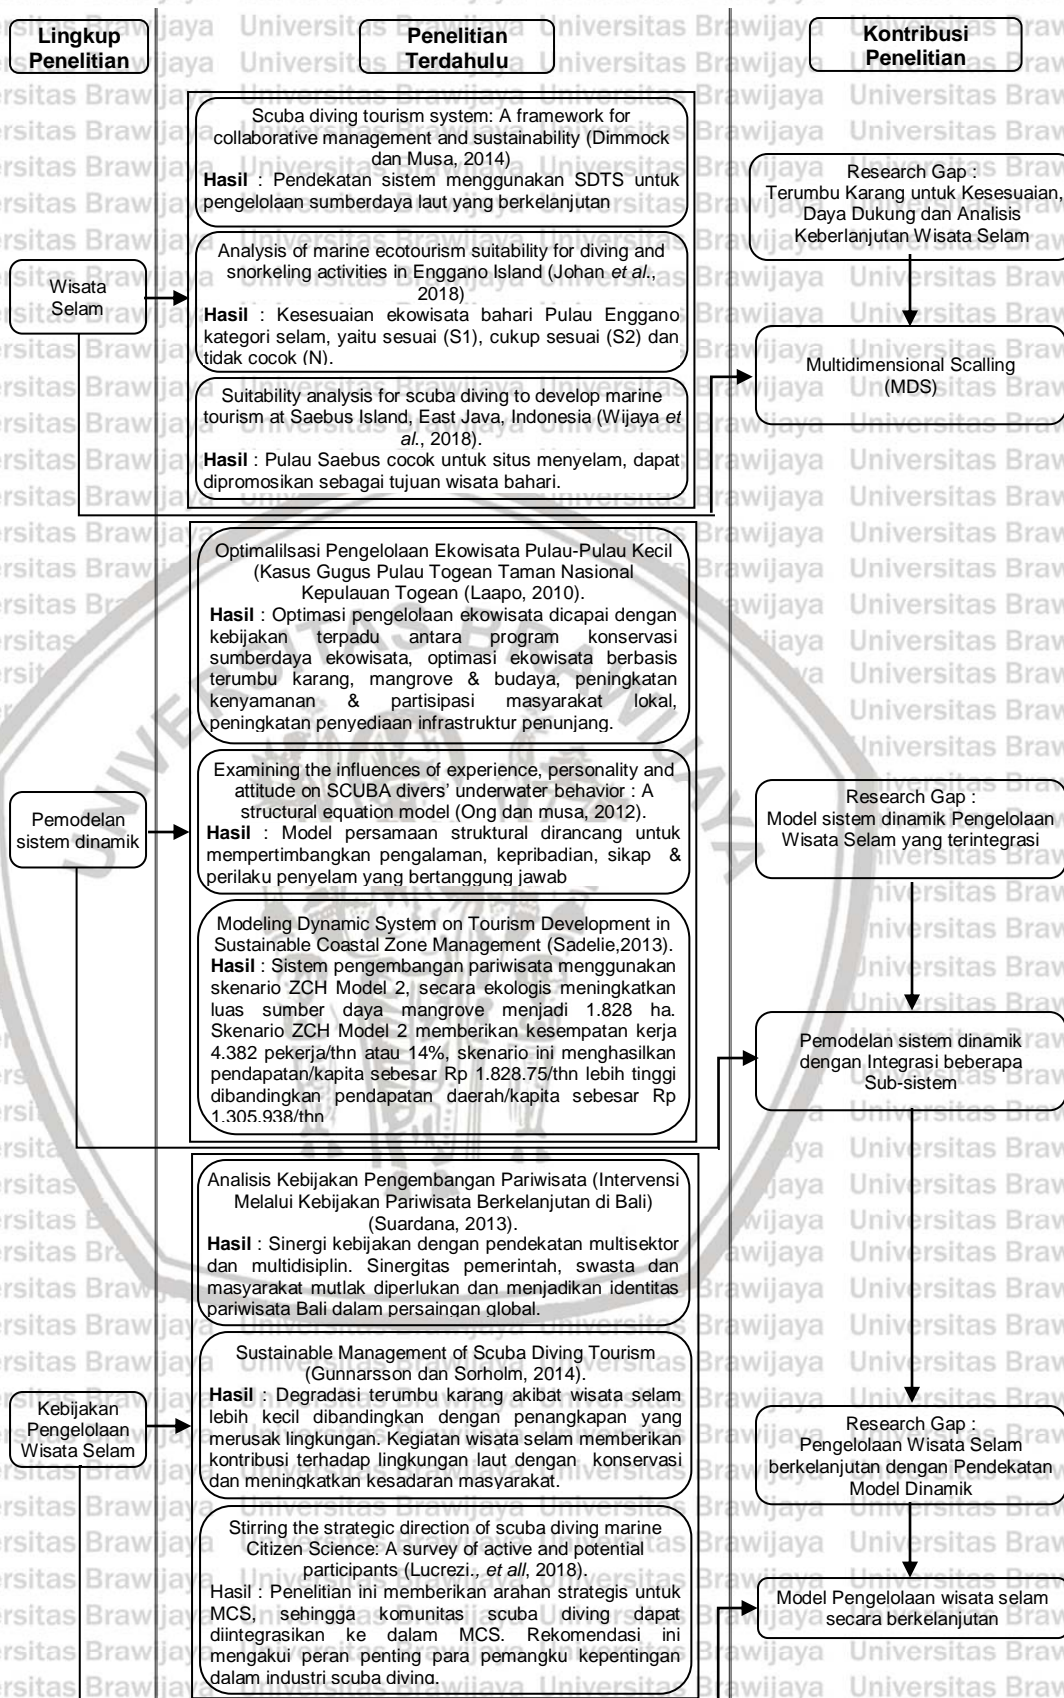 Lingkup
Penelitian
Penelitian
Terdahulu
Kontribusi
Penelitian
Wisata
Selam
Scuba diving tourism system: A framework for
collaborative management and sustainability (Dimmock
dan Musa, 2014)
Hasil : Pendekatan sistem menggunakan SDTS untuk
pengelolaan sumberdaya laut yang berkelanjutan
Analysis of marine ecotourism suitability for diving and
snorkeling activities in Enggano Island (Johan et al.,
2018)
Hasil : Kesesuaian ekowisata bahari Pulau Enggano
kategori selam, yaitu sesuai (S1), cukup sesuai (S2) dan
tidak cocok (N).
Suitability analysis for scuba diving to develop marine
tourism at Saebus Island, East Java, Indonesia (Wijaya et
al., 2018).
Hasil : Pulau Saebus cocok untuk situs menyelam, dapat
dipromosikan sebagai tujuan wisata bahari.
Research Gap :
Terumbu Karang untuk Kesesuaian,
Daya Dukung dan Analisis
Keberlanjutan Wisata Selam
Multidimensional Scalling
(MDS)
Pemodelan
sistem dinamik
Optimalilsasi Pengelolaan Ekowisata Pulau-Pulau Kecil
(Kasus Gugus Pulau Togean Taman Nasional
Kepulauan Togean (Laapo, 2010).
Hasil : Optimasi pengelolaan ekowisata dicapai dengan
kebijakan terpadu antara program konservasi
sumberdaya ekowisata, optimasi ekowisata berbasis
terumbu karang, mangrove & budaya, peningkatan
kenyamanan & partisipasi masyarakat lokal,
peningkatan penyediaan infrastruktur penunjang.
Examining the influences of experience, personality and
attitude on SCUBA divers' underwater behavior : A
structural equation model (Ong dan musa, 2012).
Hasil : Model persamaan struktural dirancang untuk
mempertimbangkan pengalaman, kepribadian, sikap &
perilaku penyelam yang bertanggung jawab
Modeling Dynamic System on Tourism Development in
Sustainable Coastal Zone Management (Sadelie,2013).
Hasil : Sistem pengembangan pariwisata menggunakan
skenario ZCH Model 2, secara ekologis meningkatkan
luas sumber daya mangrove menjadi 1.828 ha.
Skenario ZCH Model 2 memberikan kesempatan kerja
4.382 pekerja/thn atau 14%, skenario ini menghasilkan
pendapatan/kapita sebesar Rp 1.828.75/thn lebih tinggi
dibandingkan pendapatan daerah/kapita sebesar Rp
1.305.938/thn
Research Gap :
Model sistem dinamik Pengelolaan
Wisata Selam yang terintegrasi
Pemodelan sistem dinamik
dengan Integrasi beberapa
Sub-sistem
Kebijakan
Pengelolaan
Wisata Selam
Analisis Kebijakan Pengembangan Pariwisata (Intervensi
Melalui Kebijakan Pariwisata Berkelanjutan di Bali)
(Suardana, 2013).
Hasil : Sinergi kebijakan dengan pendekatan multisektor
dan multidisiplin. Sinergitas pemerintah, swasta dan
masyarakat mutlak diperlukan dan menjadikan identitas
pariwisata Bali dalam persaingan global.
Sustainable Management of Scuba Diving Tourism
(Gunnarsson dan Sorholm, 2014).
Hasil : Degradasi terumbu karang akibat wisata selam
lebih kecil dibandingkan dengan penangkapan yang
merusak lingkungan. Kegiatan wisata selam memberikan
kontribusi terhadap lingkungan laut dengan konservasi
dan meningkatkan kesadaran masyarakat.
Stirring the strategic direction of scuba diving marine
Citizen Science: A survey of active and potential
participants (Lucrezi., et all, 2018).
Hasil : Penelitian ini memberikan arahan strategis untuk
MCS, sehingga komunitas scuba diving dapat
diintegrasikan ke dalam MCS. Rekomendasi ini
mengakui peran penting para pemangku kepentingan
dalam industri scuba diving.
Research Gap :
Pengelolaan Wisata Selam
berkelanjutan dengan Pendekatan
Model Dinamik
Model Pengelolaan wisata selam
secara berkelanjutan
UNIVERSITAS BRAWIJAYA